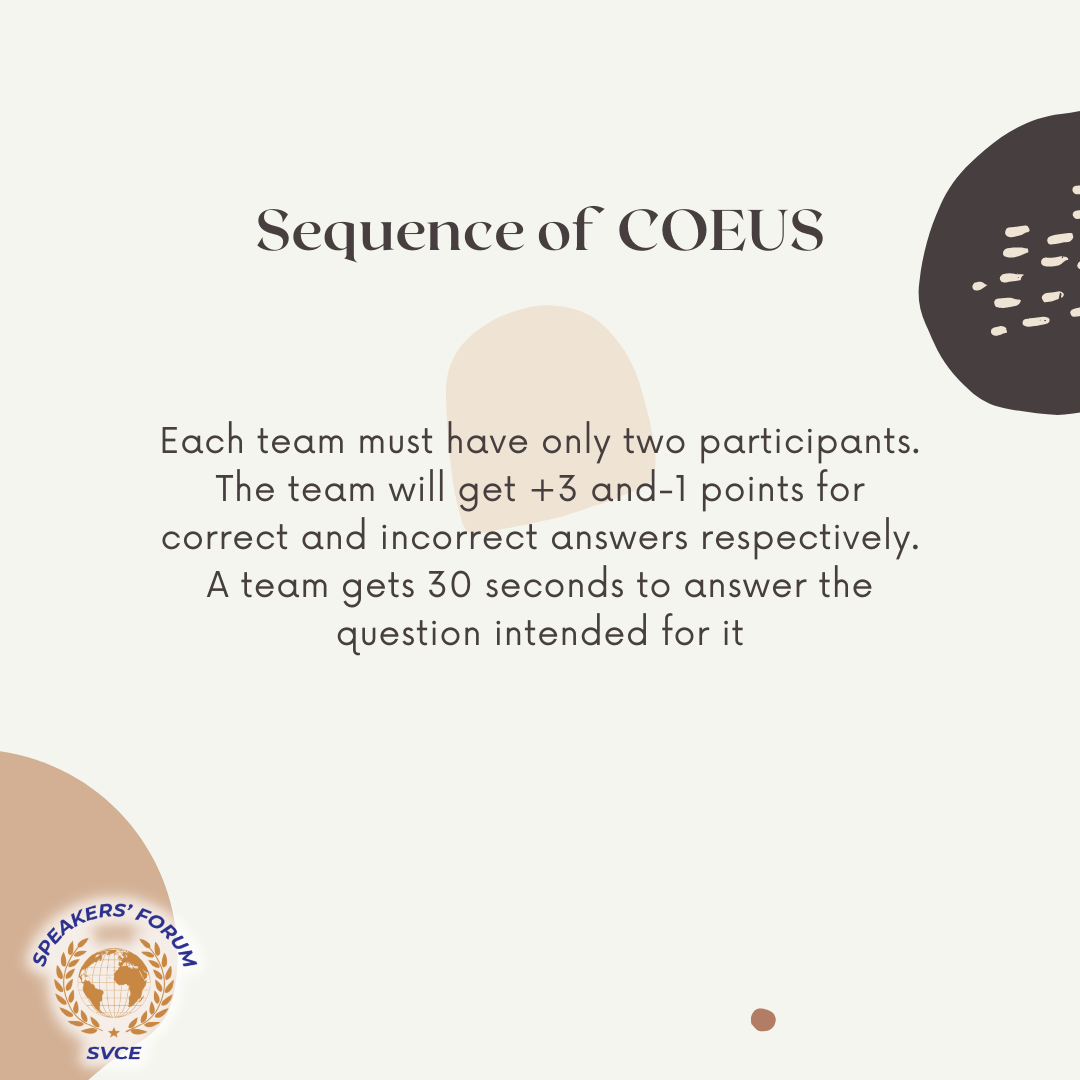 Sequence of COEUS
Each team must have only two participants.
The team will get +3 and-1 points for
correct and incorrect answers respectively.
A team gets 30 seconds to answer the
question intended for it
SPEAKERS’ FORUM
SVCE